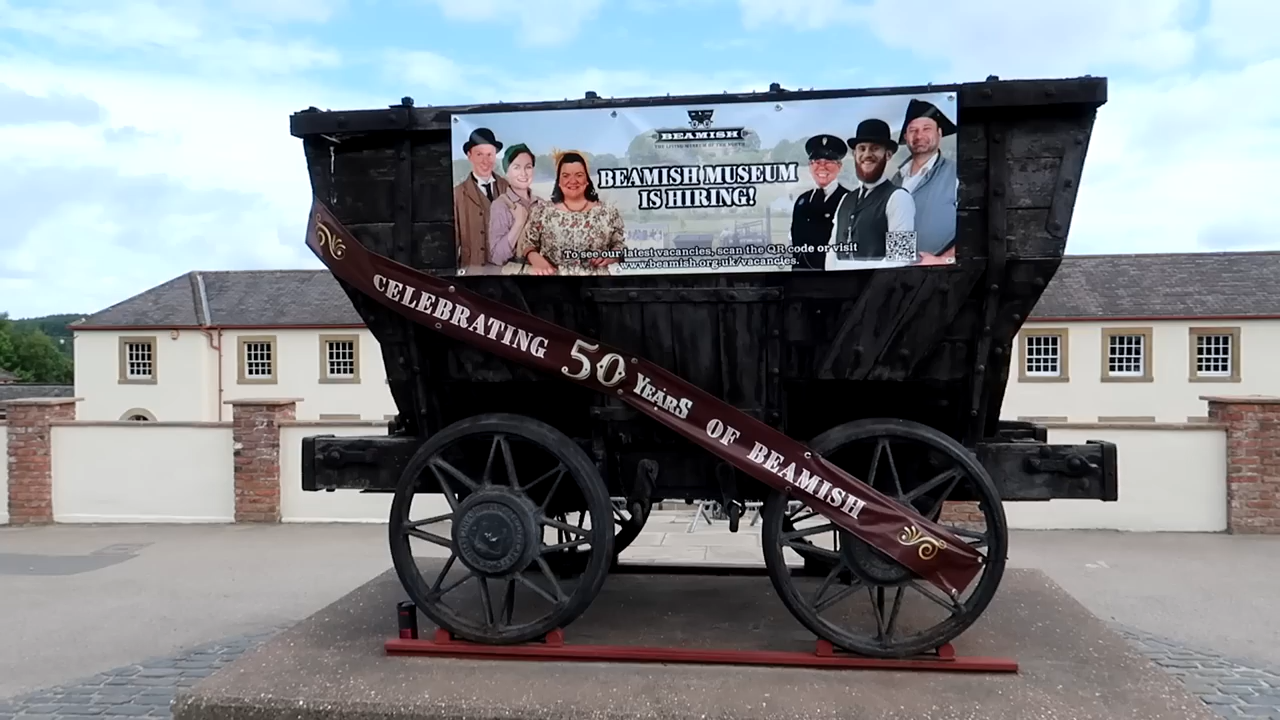 BEAMISH
THE LIVING MUSEUM OF THE NORTH
BEAMISH MUSEUM
IS HIRING!
To see our latest vacancies, scan the QR code or visit
www.beamish.org.uk/vacancies.
CELEBRATING 50 YEARS OF BEAMISH